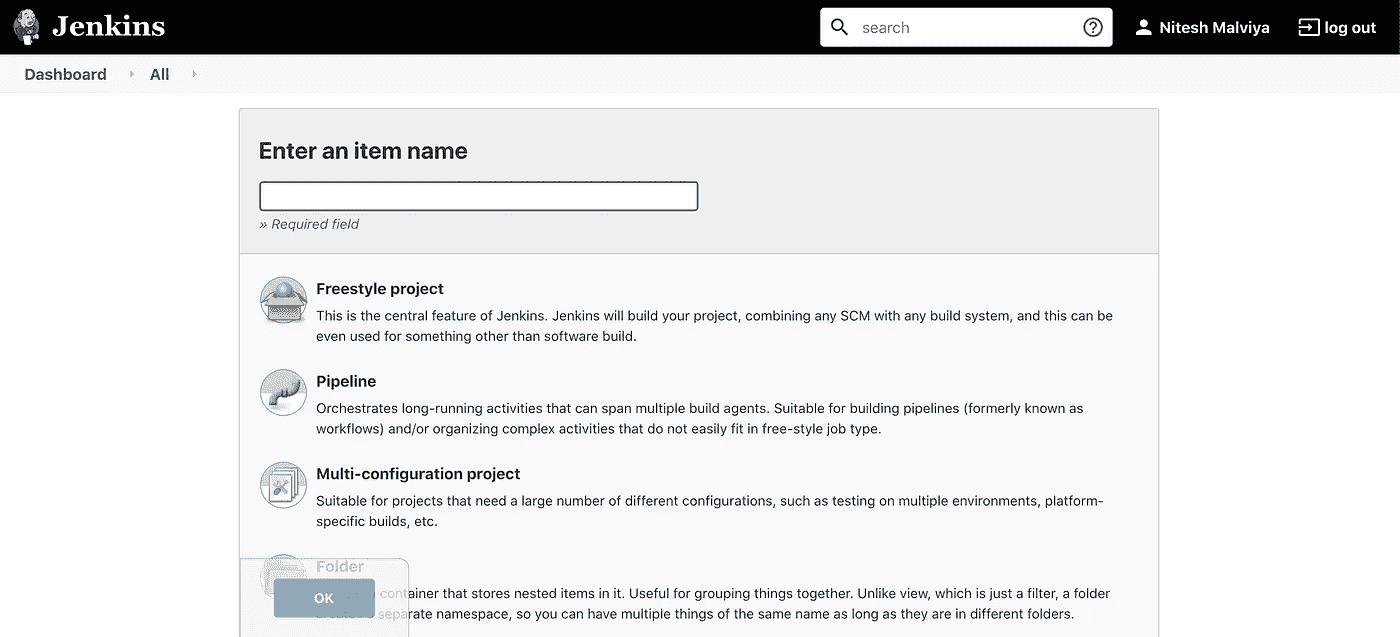 Jenkins
search
Nitesh Malviya
log out
Dashboard
All
Enter an item name
» Required field
Freestyle project
This is the central feature of Jenkins. Jenkins will build your project, combining any SCM with any build system, and this can be
even used for something other than software build.
Pipeline
Orchestrates long-running activities that can span multiple build agents. Suitable for building pipelines (formerly known as
workflows) and/or organizing complex activities that do not easily fit in free-style job type.
Multi-configuration project
Suitable for projects that need a large number of different configurations, such as testing on multiple environments, platform-
specific builds, etc.
Folder
container that stores nested items in it. Useful for grouping things together. Unlike view, which is just a filter, a folder
OK
separate namespace, so you can have multiple things of the same name as long as they are in different folders.